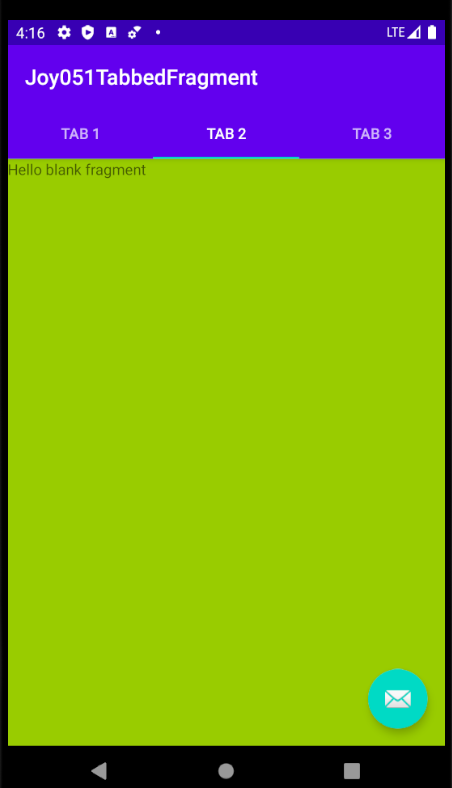 4:16 LTE
Joy051TabbedFragment
TAB 1 TAB 2 TAB 3
Hello blank fragment